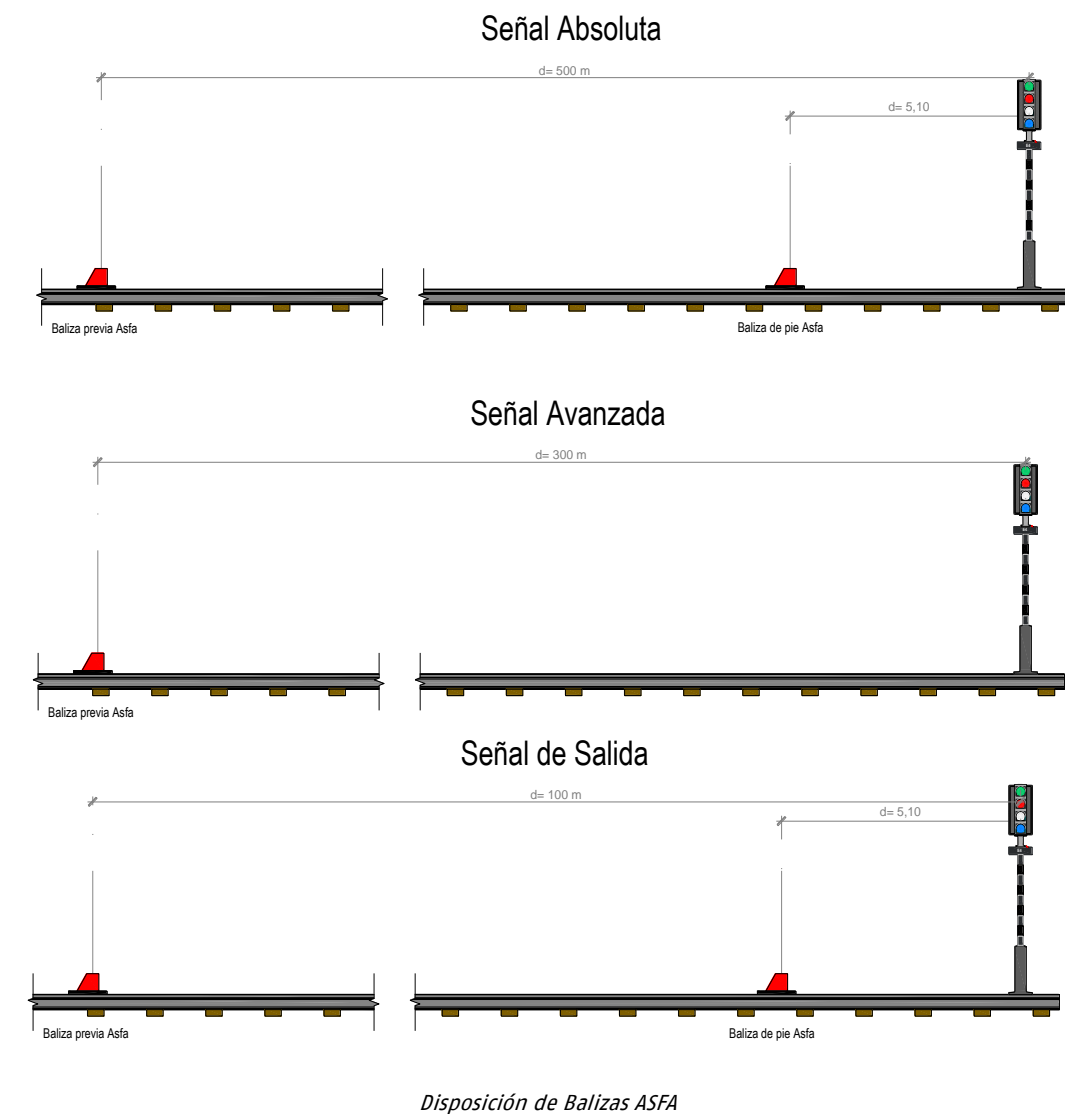 Señal Absoluta
d= 500 m
d= 5,10
Baliza previa Asfa
Baliza de pie Asfa
Señal Avanzada
d= 300 m
Baliza previa Asfa
Señal de Salida
d= 100 m
d= 5,10
Baliza previa Asfa
Baliza de pie Asfa
Disposición de Balizas ASFA